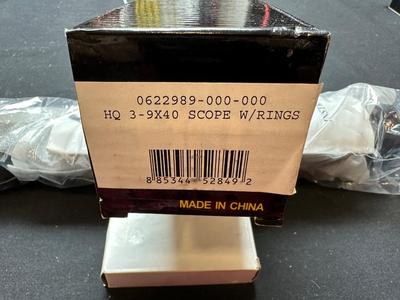 0622989-000-000
HQ 3-9X40 SCOPE W/RINGS
8 85344 52849 2
MADE IN CHINA